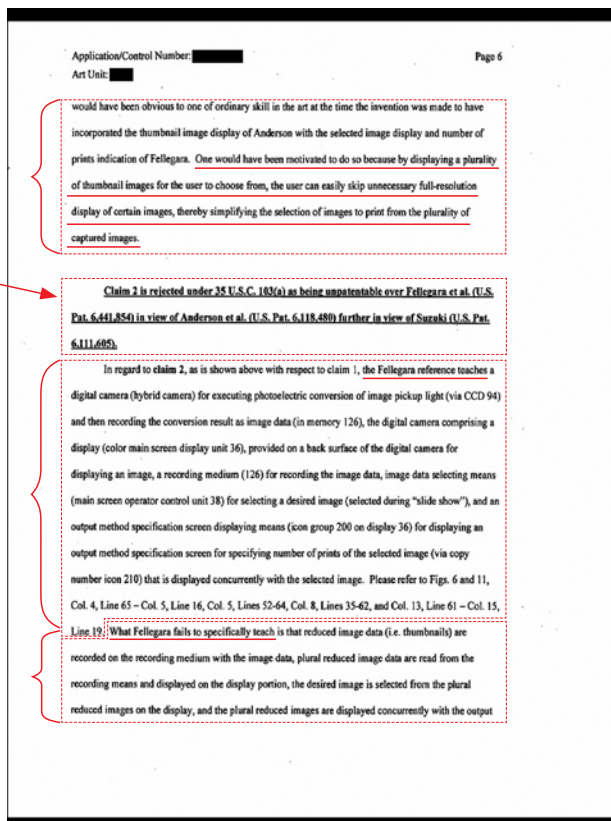 Application/Control Number:
Page 6
Art Unit:
would have been obvious to one of ordinary skill in the art at the time the invention was made to have
incorporated the thumbnail image display of Anderson with the selected image display and number of
prints indication of Fellegara. One would have been motivated to do so because by displaying a plurality
of thumbnail images for the user to choose from, the user can easily skip unnecessary full-resolution
display of certain images, thereby simplifying the selection of images to print from the plurality of
captured images.
Claim 2 is rejected under 35 U.S.C. 103(a) as being unpatentable over Fellegara et al. (U.S.
Pat. 6,441,854) in view of Anderson et al. (U.S. Pat. 6,118,480) further in view of Suzuki (U.S. Pat.
6,111,605).
In regard to claim 2, as is shown above with respect to claim 1, the Fellegara reference teaches a
digital camera (hybrid camera) for executing photoelectric conversion of image pickup light (via CCD 94)
and then recording the conversion result as image data (in memory 126), the digital camera comprising a
display (color main screen display unit 36), provided on a back surface of the digital camera for
displaying an image, a recording medium (126) for recording the image data, image data selecting means
(main screen operator control unit 38) for selecting a desired image (selected during "slide show"), and an
output method specification screen displaying means (icon group 200 on display 36) for displaying an
output method specification screen for specifying number of prints of the selected image (via copy
number icon 210) that is displayed concurrently with the selected image. Please refer to Figs. 6 and 11,
Col. 4, Line 65 – Col. 5, Line 16, Col. 5, Lines 52-64, Col. 8, Lines 35-62, and Col. 13, Line 61 – Col. 15,
Line 19. What Fellegara fails to specifically teach is that reduced image data (i.e. thumbnails) are
recorded on the recording medium with the image data, plural reduced image data are read from the
recording means and displayed on the display portion, the desired image is selected from the plural
reduced images on the display, and the plural reduced images are displayed concurrently with the output